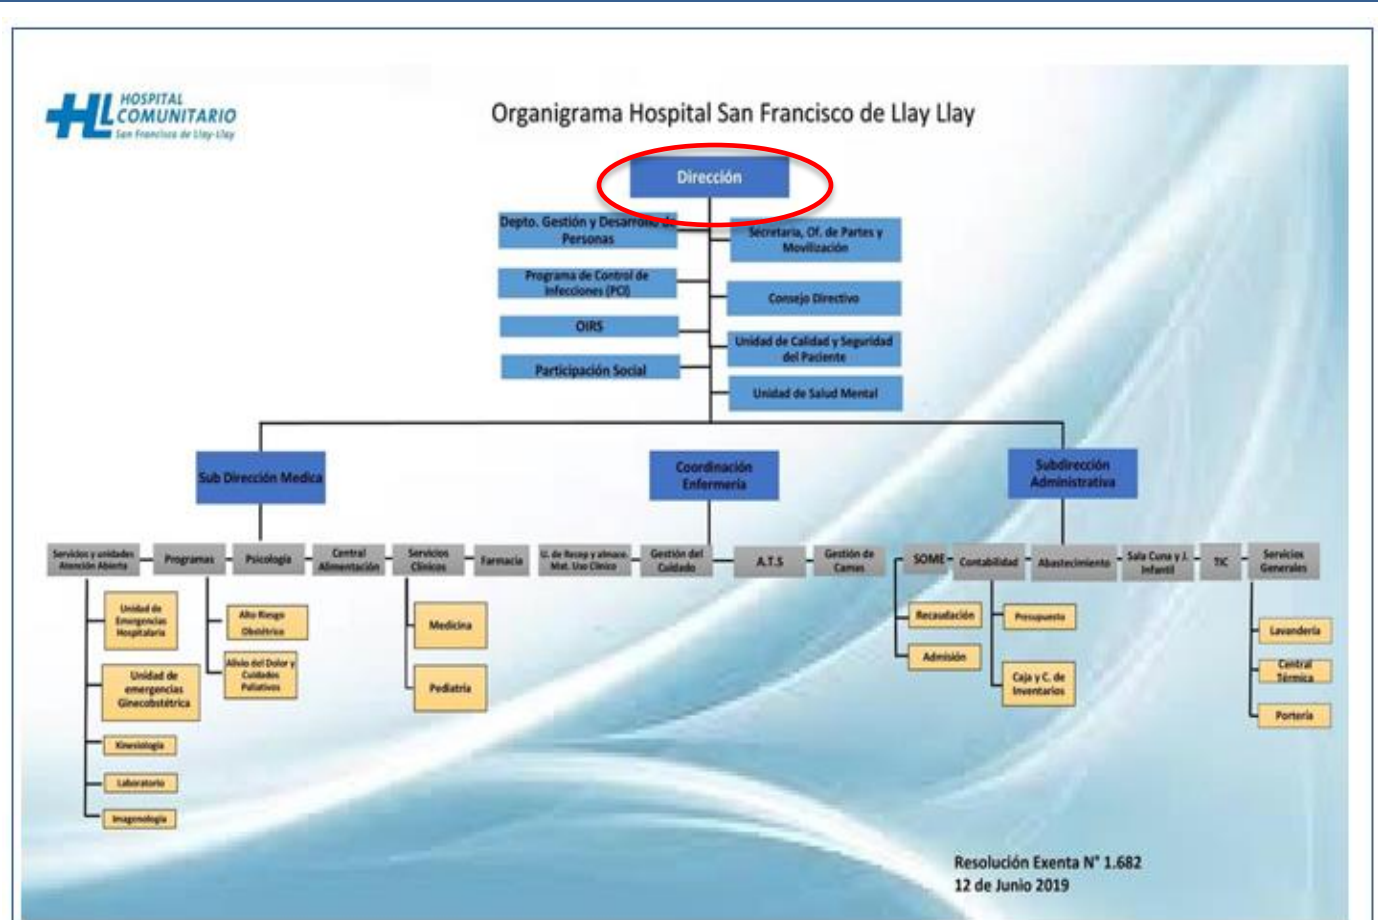 HOSPITAL
COMUNITARIO
San Francisco de Llay-Llay
Organigrama Hospital San Francisco de Llay Llay
Dirección
Depto. Gestión y Desarrollo de
Personas
Secretaria, Of. de Partes y
Movilización
Programa de Control de
Infecciones (PCI)
Consejo Directivo
OIRS
Unidad de Calidad y Seguridad
del Paciente
Participación Social
Unidad de Salud Mental
Sub Dirección Medica
Coordinación
Enfermería
Subdirección
Administrativa
Servicios y unidades
Atención Abierta
Programas
Psicología
Central
Alimentación
Servicios
Clínicos
Farmacia
U. de Recep y almace.
Mat. Uso Clínico
Gestión del
Cuidado
A.T.S
Gestión de
Camas
SOME
Contabilidad
Abastecimiento
Sala Cuna y J.
Infantil
TIC
Servicios
Generales
Unidad de
Emergencias
Hospitalaria
Unidad de
emergencias
Ginecobstétrica
Kinesiología
Laboratorio
Imagenología
Alto Riesgo
Obstétrico
Alivio del Dolor y
Cuidados
Paliativos
Medicina
Pediatría
Recaudación
Admisión
Presupuesto
Caja y C. de
Inventarios
Lavandería
Central
Térmica
Portería
Resolución Exenta N° 1.682
12 de Junio 2019